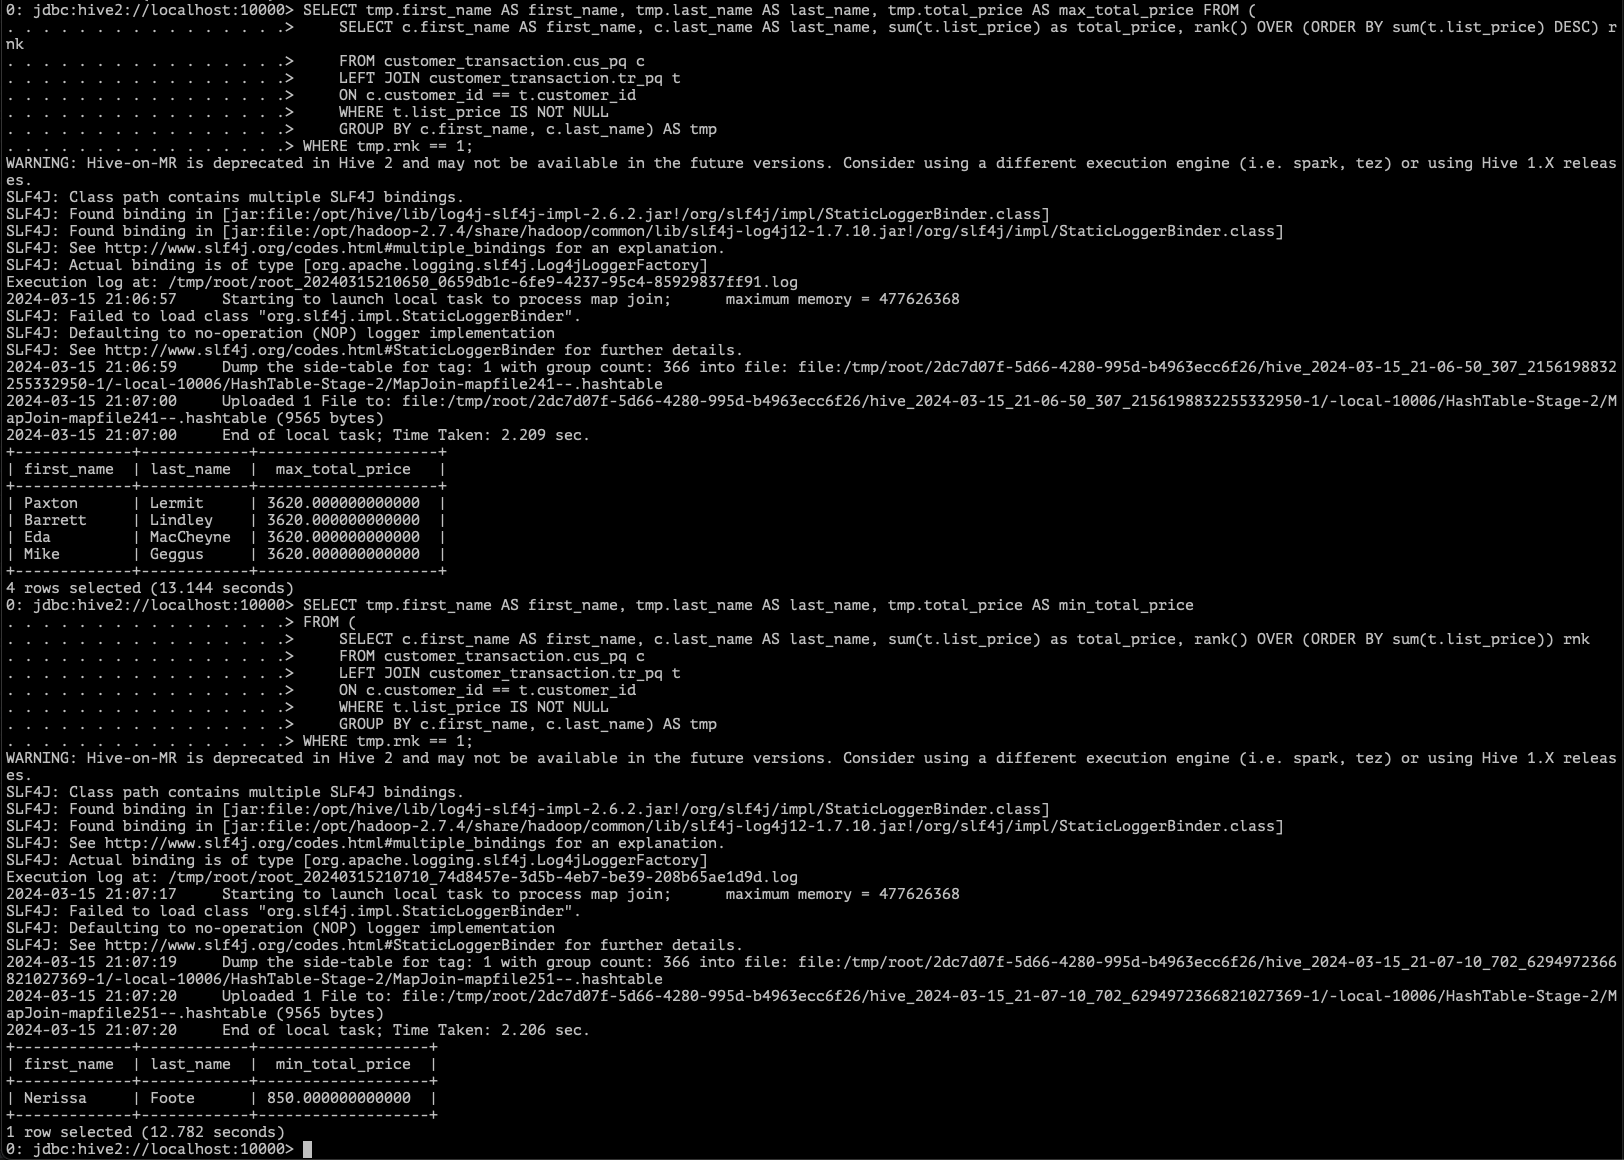 0: jdbc:hive2://localhost:10000> SELECT tmp.first_name AS first_name, tmp.last_name AS last_name, tmp.total_price AS max_total_price FROM (
. . . . . . . . . . . . . . . .>     SELECT c.first_name AS first_name, c.last_name AS last_name, sum(t.list_price) as total_price, rank() OVER (ORDER BY sum(t.list_price) DESC) r
nk
. . . . . . . . . . . . . . . .>     FROM customer_transaction.cus_pq c
. . . . . . . . . . . . . . . .>     LEFT JOIN customer_transaction.tr_pq t
. . . . . . . . . . . . . . . .>     ON c.customer_id == t.customer_id
. . . . . . . . . . . . . . . .>     WHERE t.list_price IS NOT NULL
. . . . . . . . . . . . . . . .>     GROUP BY c.first_name, c.last_name) AS tmp
. . . . . . . . . . . . . . . .> WHERE tmp.rnk == 1;
WARNING: Hive-on-MR is deprecated in Hive 2 and may not be available in the future versions. Consider using a different execution engine (i.e. spark, tez) or using Hive 1.X releas
es.
SLF4J: Class path contains multiple SLF4J bindings.
SLF4J: Found binding in [jar:file:/opt/hive/lib/log4j-slf4j-impl-2.6.2.jar!/org/slf4j/impl/StaticLoggerBinder.class]
SLF4J: Found binding in [jar:file:/opt/hadoop-2.7.4/share/hadoop/common/lib/slf4j-log4j12-1.7.10.jar!/org/slf4j/impl/StaticLoggerBinder.class]
SLF4J: See http://www.slf4j.org/codes.html#multiple_bindings for an explanation.
SLF4J: Actual binding is of type [org.apache.logging.slf4j.Log4jLoggerFactory]
Execution log at: /tmp/root/root_20240315210650_0659db1c-6fe9-4237-95c4-85929837ff91.log
2024-03-15 21:06:57     Starting to launch local task to process map join;      maximum memory = 477626368
SLF4J: Failed to load class "org.slf4j.impl.StaticLoggerBinder".
SLF4J: Defaulting to no-operation (NOP) logger implementation
SLF4J: See http://www.slf4j.org/codes.html#StaticLoggerBinder for further details.
2024-03-15 21:06:59     Dump the side-table for tag: 1 with group count: 366 into file: file:/tmp/root/2dc7d07f-5d66-4280-995d-b4963ecc6f26/hive_2024-03-15_21-06-50_307_2156198832
255332950-1/-local-10006/HashTable-Stage-2/MapJoin-mapfile241--.hashtable
2024-03-15 21:07:00     Uploaded 1 File to: file:/tmp/root/2dc7d07f-5d66-4280-995d-b4963ecc6f26/hive_2024-03-15_21-06-50_307_2156198832255332950-1/-local-10006/HashTable-Stage-2/M
apJoin-mapfile241--.hashtable (9565 bytes)
2024-03-15 21:07:00     End of local task; Time Taken: 2.209 sec.
+-------------+------------+--------------------+
| first_name  | last_name  |  max_total_price   |
+-------------+------------+--------------------+
| Paxton      | Lermit     | 3620.000000000000  |
| Barrett     | Lindley    | 3620.000000000000  |
| Eda         | MacCheyne  | 3620.000000000000  |
| Mike        | Geggus     | 3620.000000000000  |
+-------------+------------+--------------------+
4 rows selected (13.144 seconds)
0: jdbc:hive2://localhost:10000> SELECT tmp.first_name AS first_name, tmp.last_name AS last_name, tmp.total_price AS min_total_price
. . . . . . . . . . . . . . . .> FROM (
. . . . . . . . . . . . . . . .>     SELECT c.first_name AS first_name, c.last_name AS last_name, sum(t.list_price) as total_price, rank() OVER (ORDER BY sum(t.list_price)) rnk
. . . . . . . . . . . . . . . .>     FROM customer_transaction.cus_pq c
. . . . . . . . . . . . . . . .>     LEFT JOIN customer_transaction.tr_pq t
. . . . . . . . . . . . . . . .>     ON c.customer_id == t.customer_id
. . . . . . . . . . . . . . . .>     WHERE t.list_price IS NOT NULL
. . . . . . . . . . . . . . . .>     GROUP BY c.first_name, c.last_name) AS tmp
. . . . . . . . . . . . . . . .> WHERE tmp.rnk == 1;
WARNING: Hive-on-MR is deprecated in Hive 2 and may not be available in the future versions. Consider using a different execution engine (i.e. spark, tez) or using Hive 1.X releas
es.
SLF4J: Class path contains multiple SLF4J bindings.
SLF4J: Found binding in [jar:file:/opt/hive/lib/log4j-slf4j-impl-2.6.2.jar!/org/slf4j/impl/StaticLoggerBinder.class]
SLF4J: Found binding in [jar:file:/opt/hadoop-2.7.4/share/hadoop/common/lib/slf4j-log4j12-1.7.10.jar!/org/slf4j/impl/StaticLoggerBinder.class]
SLF4J: See http://www.slf4j.org/codes.html#multiple_bindings for an explanation.
SLF4J: Actual binding is of type [org.apache.logging.slf4j.Log4jLoggerFactory]
Execution log at: /tmp/root/root_20240315210710_74d8457e-3d5b-4eb7-be39-208b65ae1d9d.log
2024-03-15 21:07:17     Starting to launch local task to process map join;      maximum memory = 477626368
SLF4J: Failed to load class "org.slf4j.impl.StaticLoggerBinder".
SLF4J: Defaulting to no-operation (NOP) logger implementation
SLF4J: See http://www.slf4j.org/codes.html#StaticLoggerBinder for further details.
2024-03-15 21:07:19     Dump the side-table for tag: 1 with group count: 366 into file: file:/tmp/root/2dc7d07f-5d66-4280-995d-b4963ecc6f26/hive_2024-03-15_21-07-10_702_6294972366
821027369-1/-local-10006/HashTable-Stage-2/MapJoin-mapfile251--.hashtable
2024-03-15 21:07:20     Uploaded 1 File to: file:/tmp/root/2dc7d07f-5d66-4280-995d-b4963ecc6f26/hive_2024-03-15_21-07-10_702_6294972366821027369-1/-local-10006/HashTable-Stage-2/M
apJoin-mapfile251--.hashtable (9565 bytes)
2024-03-15 21:07:20     End of local task; Time Taken: 2.206 sec.
+-------------+------------+-------------------+
| first_name  | last_name  |  min_total_price  |
+-------------+------------+-------------------+
| Nerissa     | Foote      | 850.000000000000  |
+-------------+------------+-------------------+
1 row selected (12.782 seconds)
0: jdbc:hive2://localhost:10000>